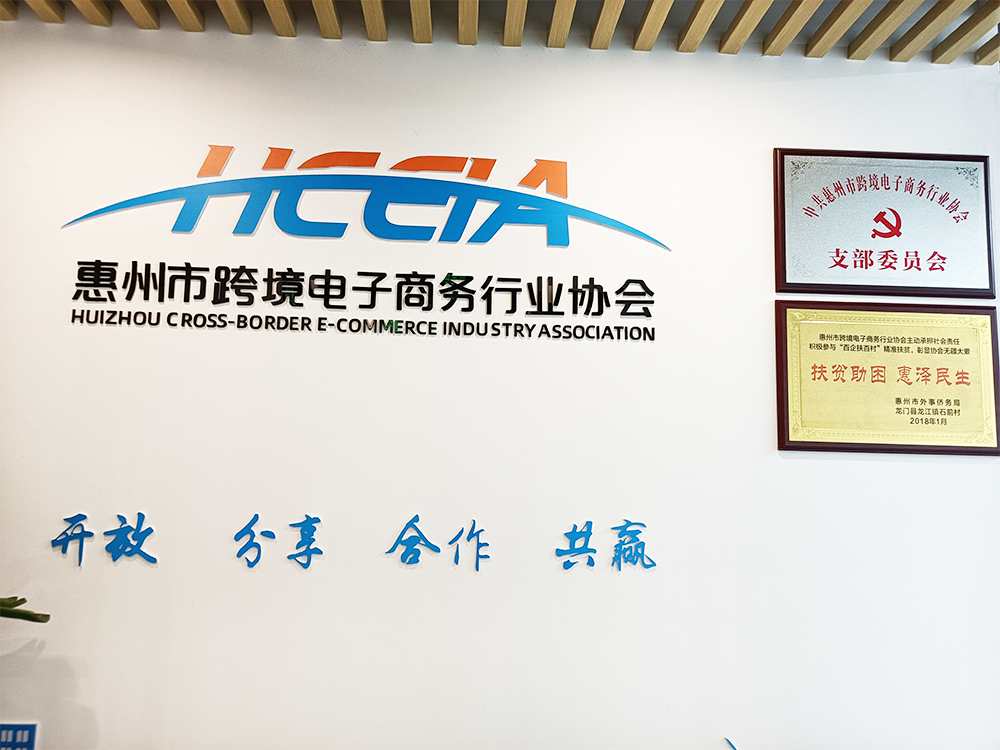 HCEIA
惠州市跨境电子商务行业协会
HUIZHOU CROSS-BORDER E-COMMERCE INDUSTRY ASSOCIATION
开放 分享 合作 共赢
中共惠州市跨境电子商务行业协会
支部委员会
惠州市跨境电子商务行业协会主动承担社会责任
积极参与“百企扶百村”精准扶贫，彰显协会无疆大爱
扶贫助困 惠泽民生
惠州市外事侨务局
龙门县龙江镇石前村
2018年1月